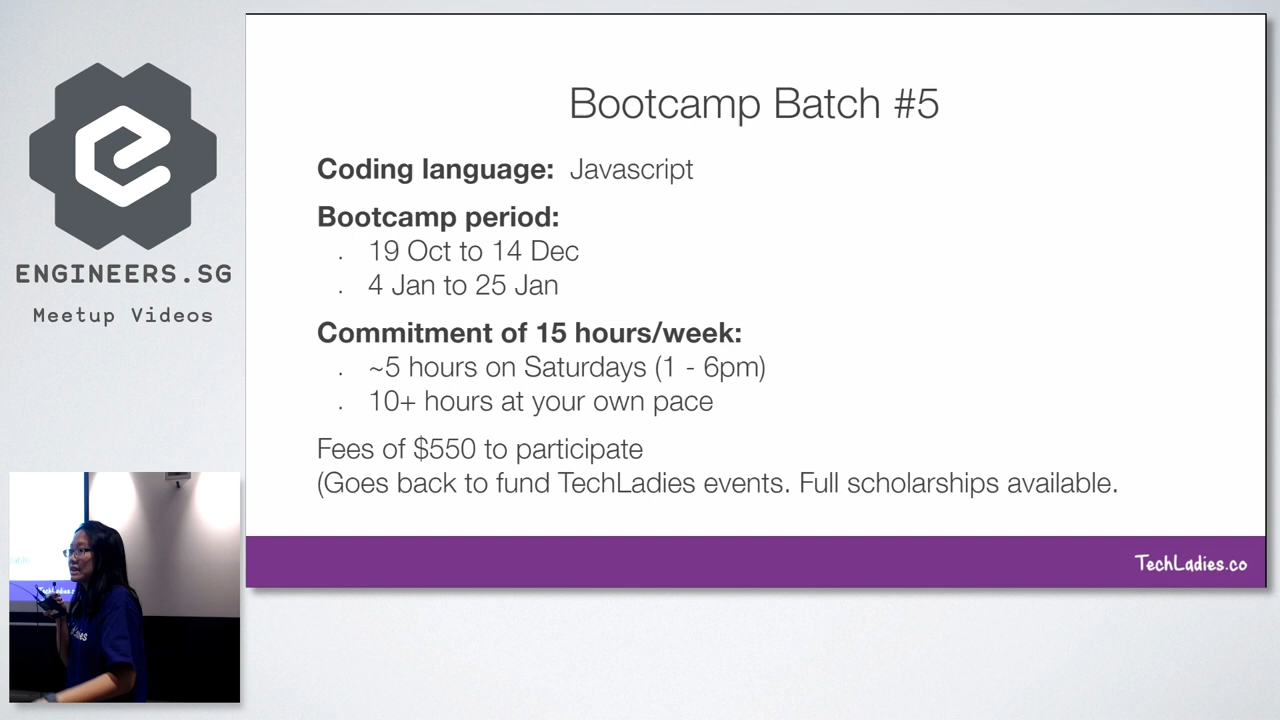 ENGINEERS.SG
Meetup Videos
Bootcamp Batch #5
Coding language: Javascript
Bootcamp period:
. 19 Oct to 14 Dec
. 4 Jan to 25 Jan
Commitment of 15 hours/week:
. ~5 hours on Saturdays (1 - 6pm)
. 10+ hours at your own pace
Fees of $550 to participate
(Goes back to fund TechLadies events. Full scholarships available.
TechLadies.co